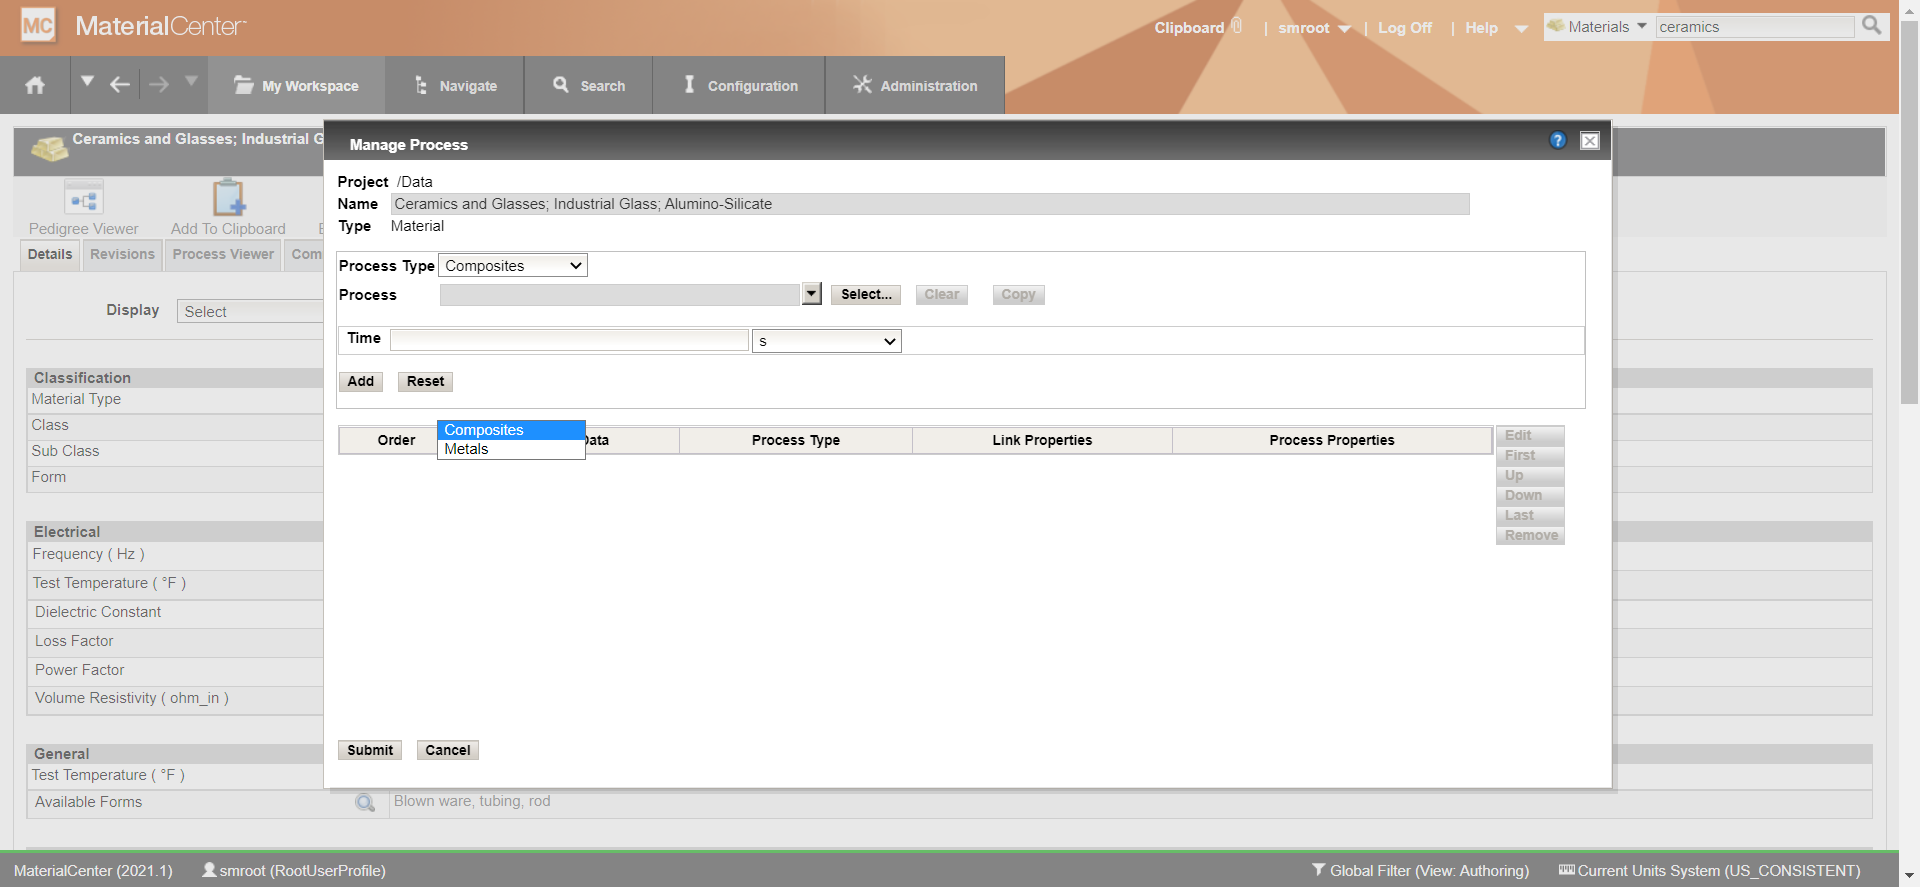 MC MaterialCenter
Clipboard | smroot | Log Off | Help Materials ceramics
My Workspace Navigate Search Configuration Administration
Ceramics and Glasses; Industrial G
Pedigree Viewer Add To Clipboard
Details Revisions Process Viewer Com
Display Select
Classification
Material Type
Class
Sub Class
Form
Electrical
Frequency ( Hz )
Test Temperature ( °F )
Dielectric Constant
Loss Factor
Power Factor
Volume Resistivity ( ohm_in )
General
Test Temperature ( °F )
Available Forms Blown ware, tubing, rod
Manage Process ?
Project /Data
Name Ceramics and Glasses; Industrial Glass; Alumino-Silicate
Type Material
Process Type Composites
Process Select... Clear Copy
Time s
Add Reset
Order Data Process Type Link Properties Process Properties
Composites
Metals
Edit
First
Up
Down
Last
Remove
Submit Cancel
MaterialCenter (2021.1) smroot (RootUserProfile) Global Filter (View: Authoring) Current Units System (US_CONSISTENT)